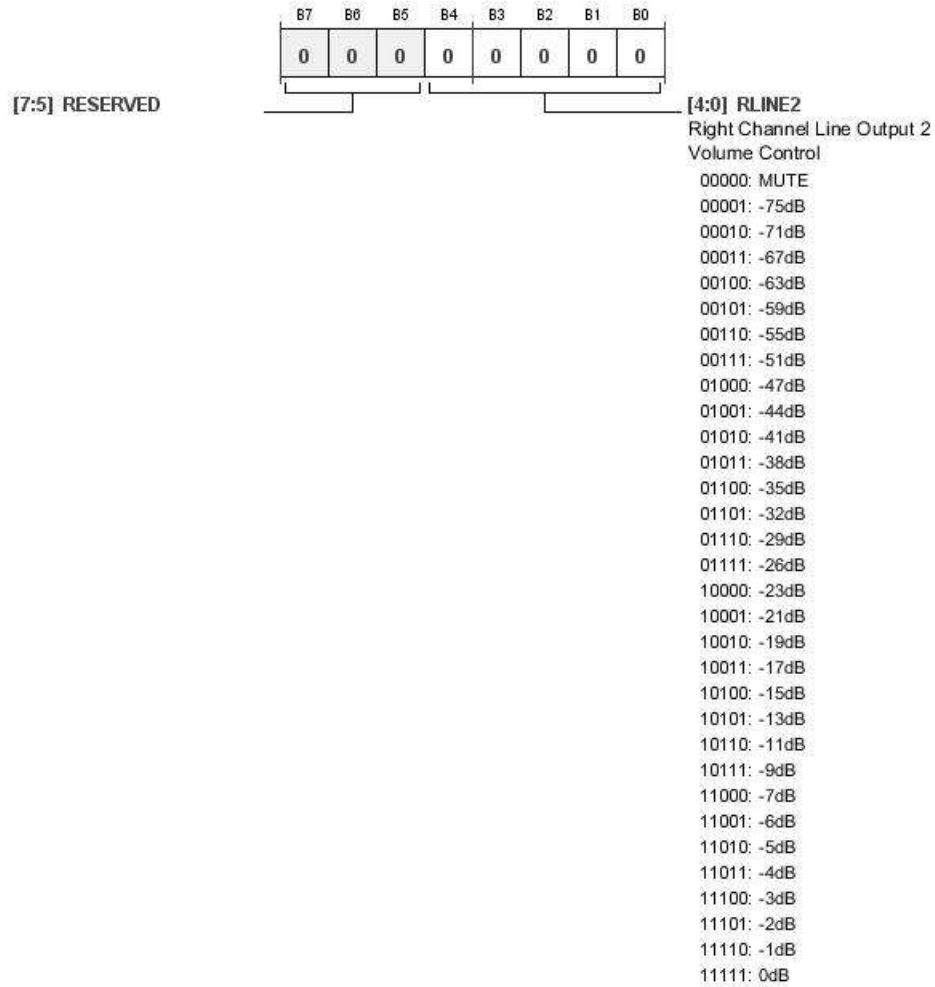 B7 B6 B5 B4 B3 B2 B1 B0
0 0 0 0 0 0 0 0
[7:5] RESERVED
[4:0] RLINE2
Right Channel Line Output 2
Volume Control
00000: MUTE
00001: -75dB
00010: -71dB
00011: -67dB
00100: -63dB
00101: -59dB
00110: -55dB
00111: -51dB
01000: -47dB
01001: -44dB
01010: -41dB
01011: -38dB
01100: -35dB
01101: -32dB
01110: -29dB
01111: -26dB
10000: -23dB
10001: -21dB
10010: -19dB
10011: -17dB
10100: -15dB
10101: -13dB
10110: -11dB
10111: -9dB
11000: -7dB
11001: -6dB
11010: -5dB
11011: -4dB
11100: -3dB
11101: -2dB
11110: -1dB
11111: 0dB